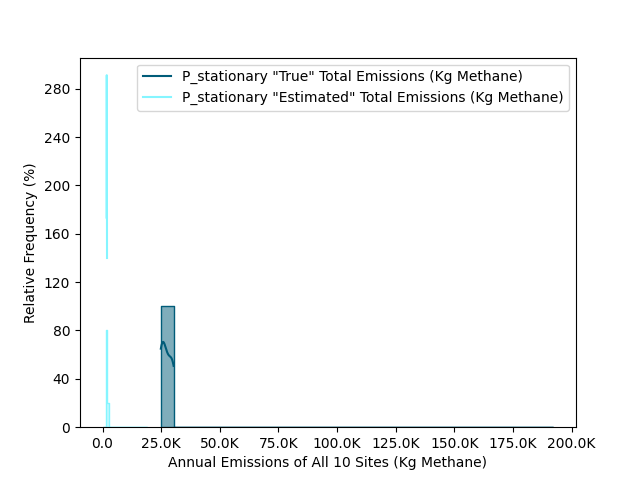 P_stationary "True" Total Emissions (Kg Methane)
P_stationary "Estimated" Total Emissions (Kg Methane)
280
240
200
160
120
80
40
0
Relative Frequency (%)
0.0 25.0K 50.0K 75.0K 100.0K 125.0K 150.0K 175.0K 200.0K
Annual Emissions of All 10 Sites (Kg Methane)